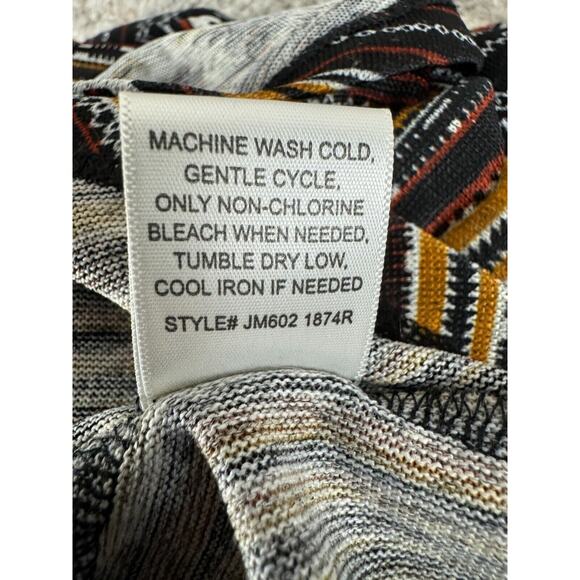 MACHINE WASH COLD,
GENTLE CYCLE,
ONLY NON-CHLORINE
BLEACH WHEN NEEDED,
TUMBLE DRY LOW,
COOL IRON IF NEEDED
STYLE# JM602 1874R